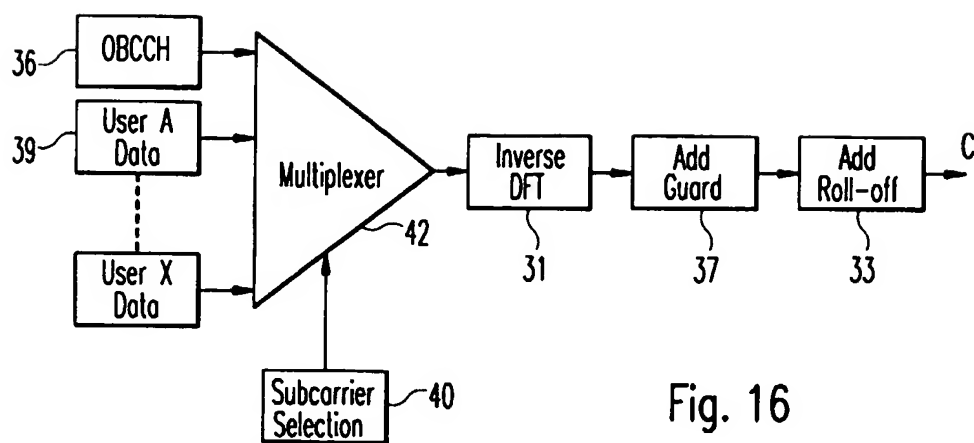 OBCCH
36
User A
Data
39
User X
Data
Multiplexer
42
Subcarrier
Selection
40
Inverse
DFT
31
Add
Guard
37
Add
Roll-off
33
C
Fig. 16